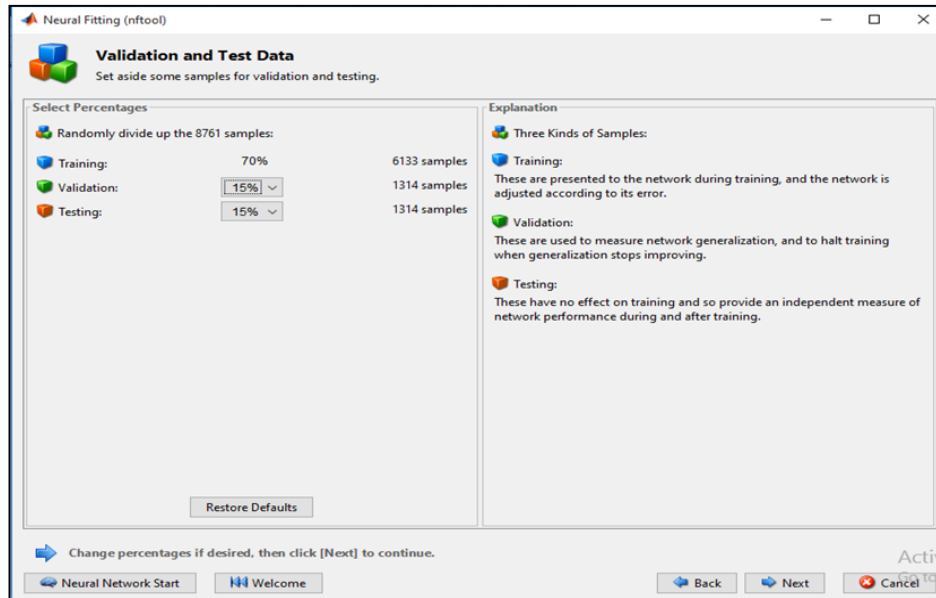 Neural Fitting (nftool)
Validation and Test Data
Set aside some samples for validation and testing.
Select Percentages
Randomly divide up the 8761 samples:
Training: 70% 6133 samples
Validation: 15% 1314 samples
Testing: 15% 1314 samples
Restore Defaults
Explanation
Three Kinds of Samples:
Training:
These are presented to the network during training, and the network is
adjusted according to its error.
Validation:
These are used to measure network generalization, and to halt training
when generalization stops improving.
Testing:
These have no effect on training and so provide an independent measure of
network performance during and after training.
Change percentages if desired, then click [Next] to continue.
Neural Network Start
Welcome
Back
Next
Cancel